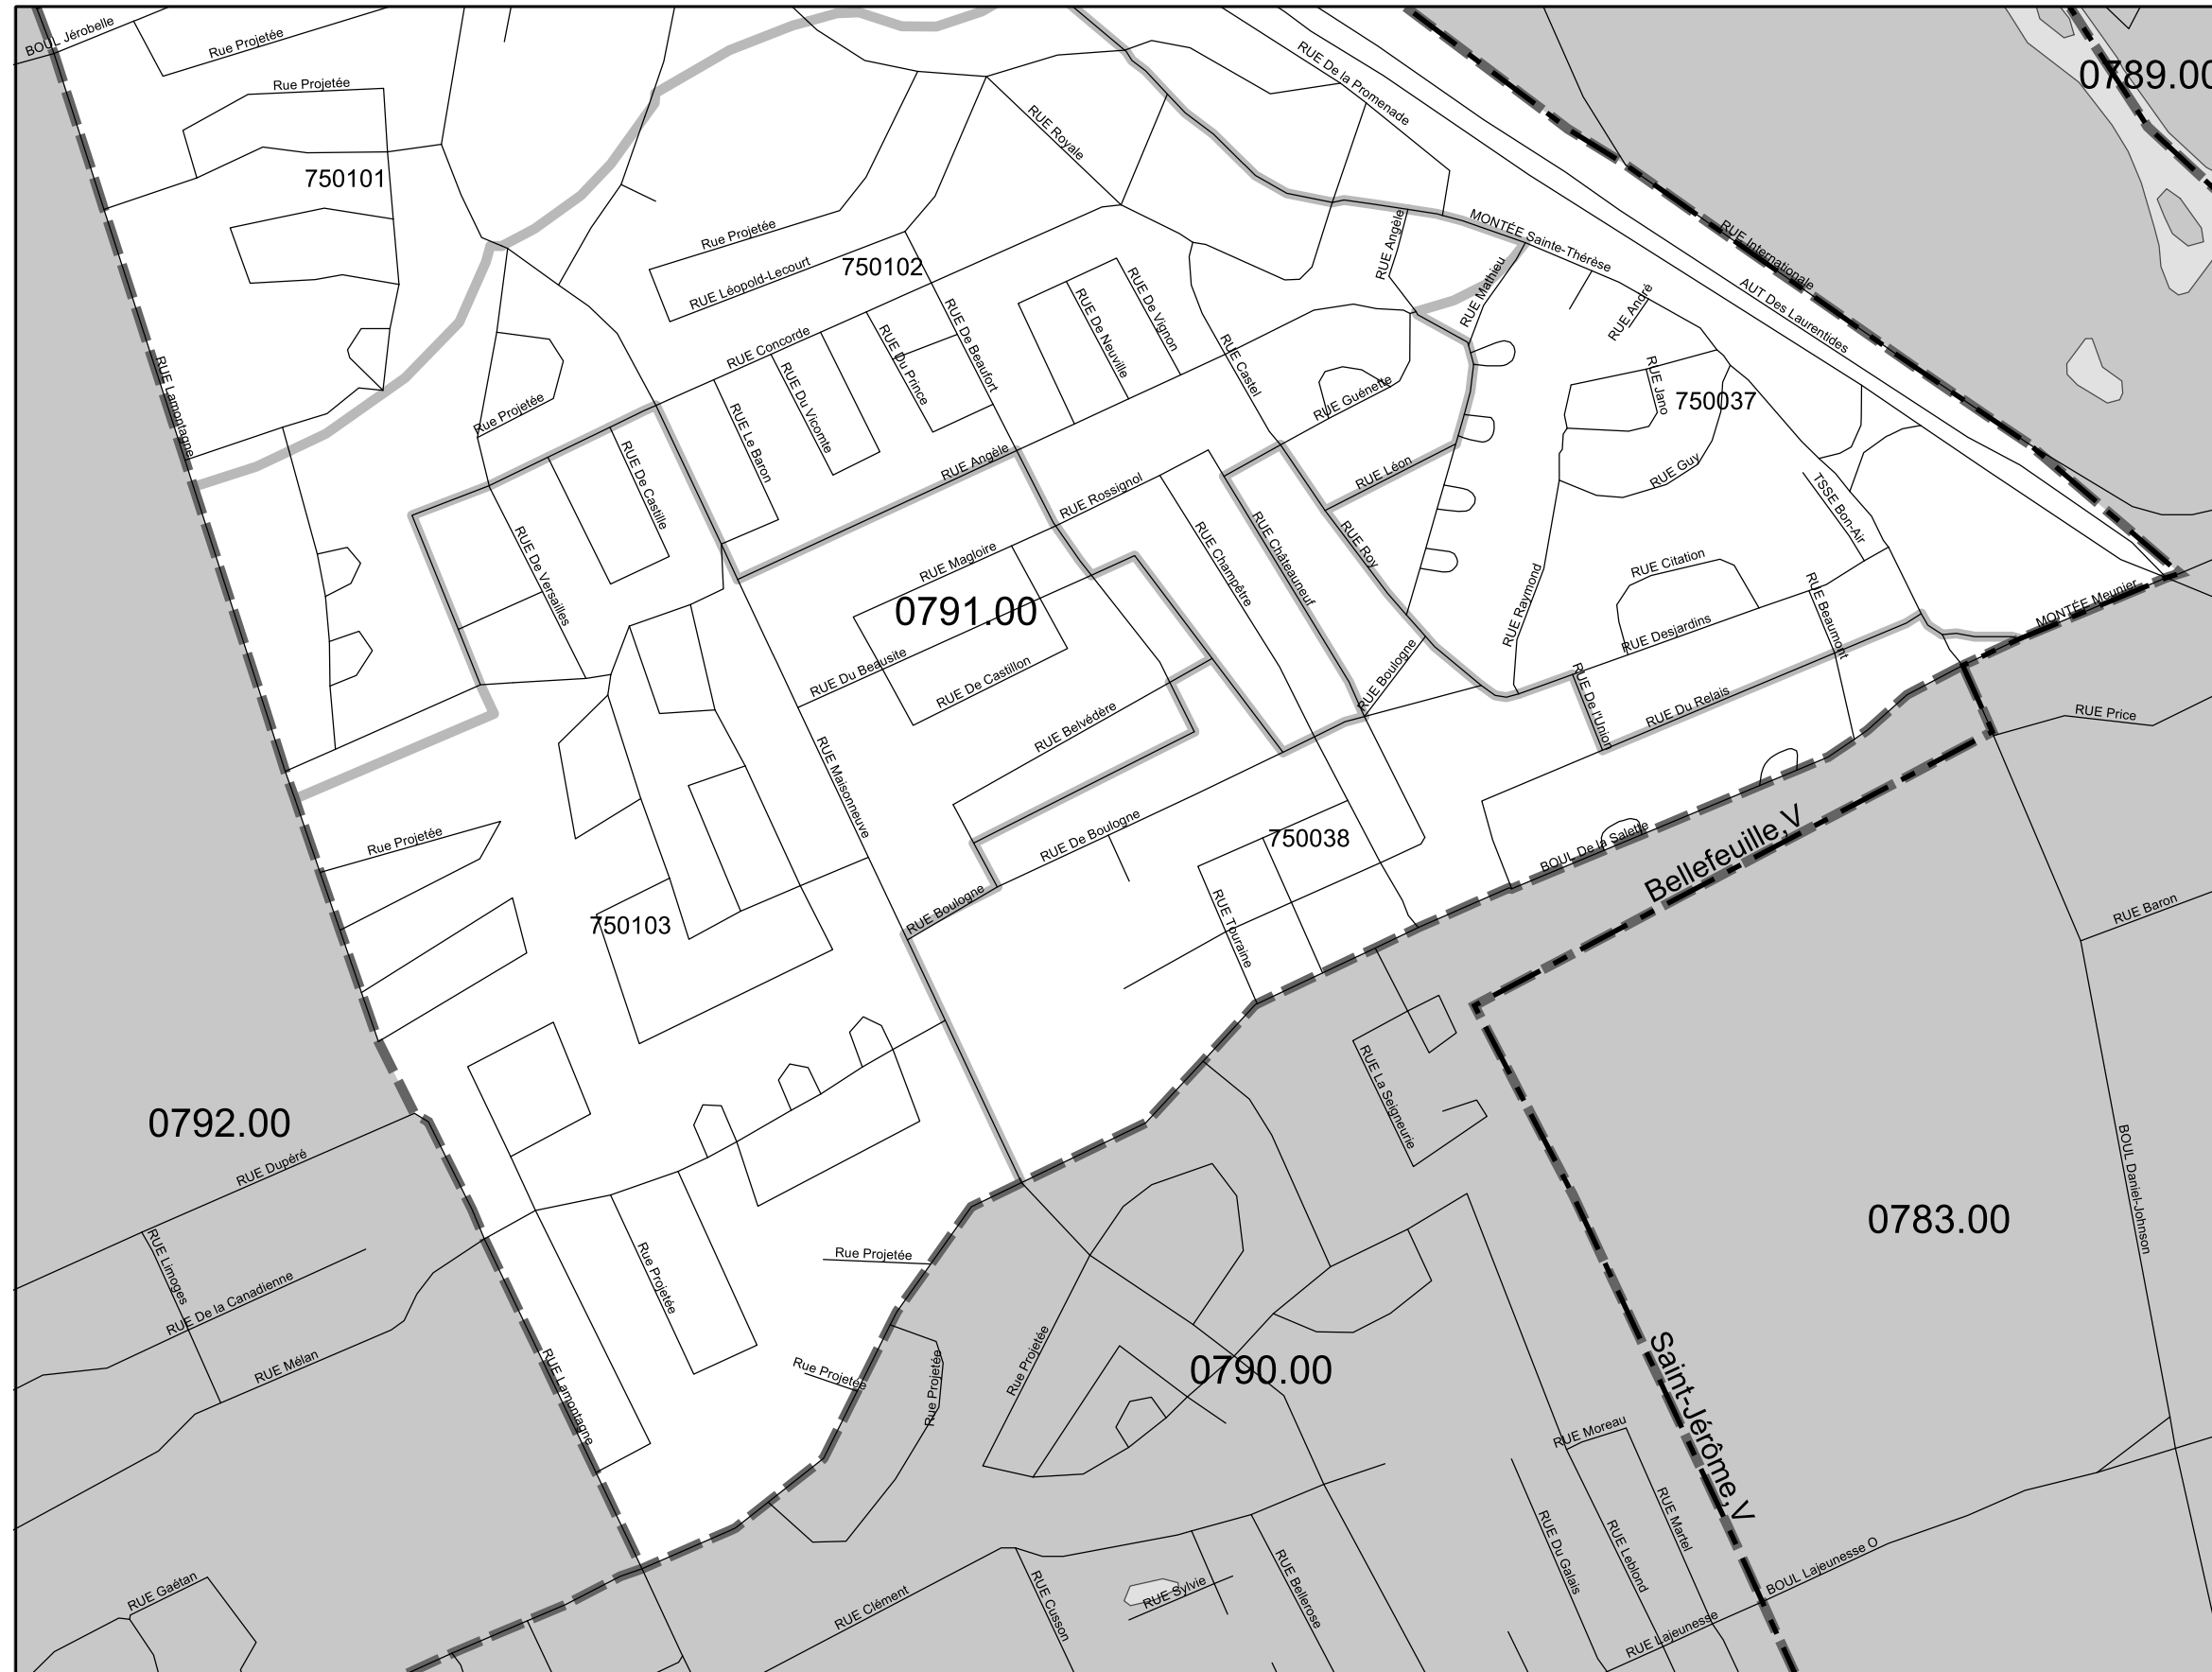 BOUL Jérobelle
Rue Projetée
Rue Projetée
750101
RUE De la Promenade
0789.00
RUE Royale
Rue Projetée
RUE Léopold-Lecourt
750102
RUE Angèle
MONTÉE Sainte-Thérèse
RUE Mathieu
RUE Internationale
AUT Des Laurentides
RUE André
RUE Concorde
RUE Du Vicomte
RUE Du Prince
RUE De Beaufort
RUE De Neuville
RUE De Vignon
RUE Castel
RUE Guénette
RUE Jano
750037
RUE Lamontagne
Rue Projetée
RUE Le Baron
RUE De Castille
RUE Angèle
RUE Rossignol
RUE Léon
RUE Guy
TSSE Bon-Air
RUE De Versailles
RUE Magloire
RUE Champêtre
RUE Châteauneuf
RUE Roy
RUE Raymond
RUE Citation
RUE Beaumont
MONTÉE Meunier
0791.00
RUE Desjardins
RUE Du Beausite
RUE De Castillon
RUE Boulogne
RUE De l'Union
RUE Du Relais
RUE Price
RUE Belvédère
RUE Maisonneuve
Rue Projetée
RUE De Boulogne
750038
BOUL De la Salette
Bellefeuille,V
750103
RUE Boulogne
RUE Touraine
RUE Baron
RUE La Seigneurie
0792.00
RUE Dupéré
RUE Limoges
RUE De la Canadienne
RUE Mélan
Rue Projetée
Rue Projetée
Rue Projetée
Rue Projetée
Rue Projetée
0790.00
0783.00
BOUL Daniel-Johnson
Saint-Jérôme,V
RUE Lamontagne
RUE Moreau
RUE Martel
RUE Leblond
RUE Du Galais
BOUL Lajeunesse O
RUE Lajeunesse
RUE Gaétan
RUE Clément
RUE Cusson
RUE Sylvie
RUE Bellerose